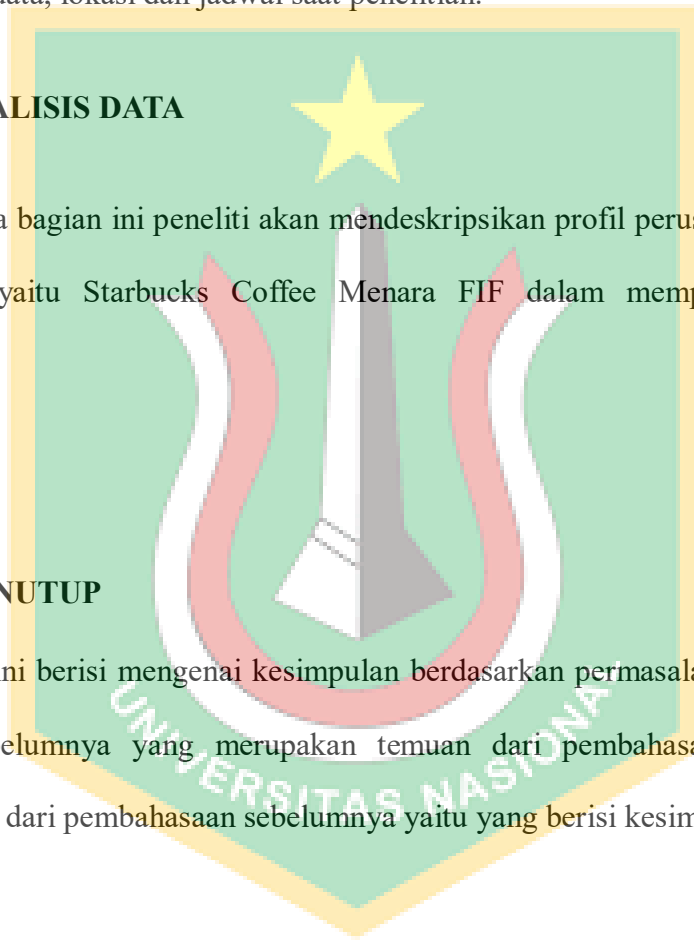 data, lokasi dan jadwal saat penelitian.
ALISIS DATA
a bagian ini peneliti akan mendeskripsikan profil perus
yaitu Starbucks Coffee Menara FIF dalam memp
NUTUP
ini berisi mengenai kesimpulan berdasarkan permasala
belumnya yang merupakan temuan dari pembahasa
dari pembahasaan sebelumnya yaitu yang berisi kesim
UNIVERSITAS NASIONAL